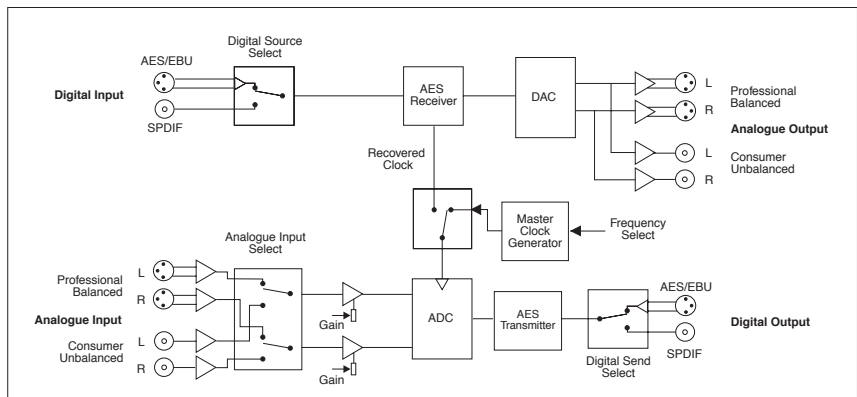 Digital Source
Select
AES/EBU
Digital Input
SPDIF
AES
Receiver
DAC
L
R
Professional
Balanced
Analogue Output
L
R
Consumer
Unbalanced
Recovered
Clock
Master
Clock
Generator
Frequency
Select
Analogue Input
Select
Professional
Balanced
L
R
Analogue Input
Consumer
Unbalanced
L
R
Gain
Gain
ADC
AES
Transmitter
AES/EBU
Digital Output
SPDIF
Digital Send
Select